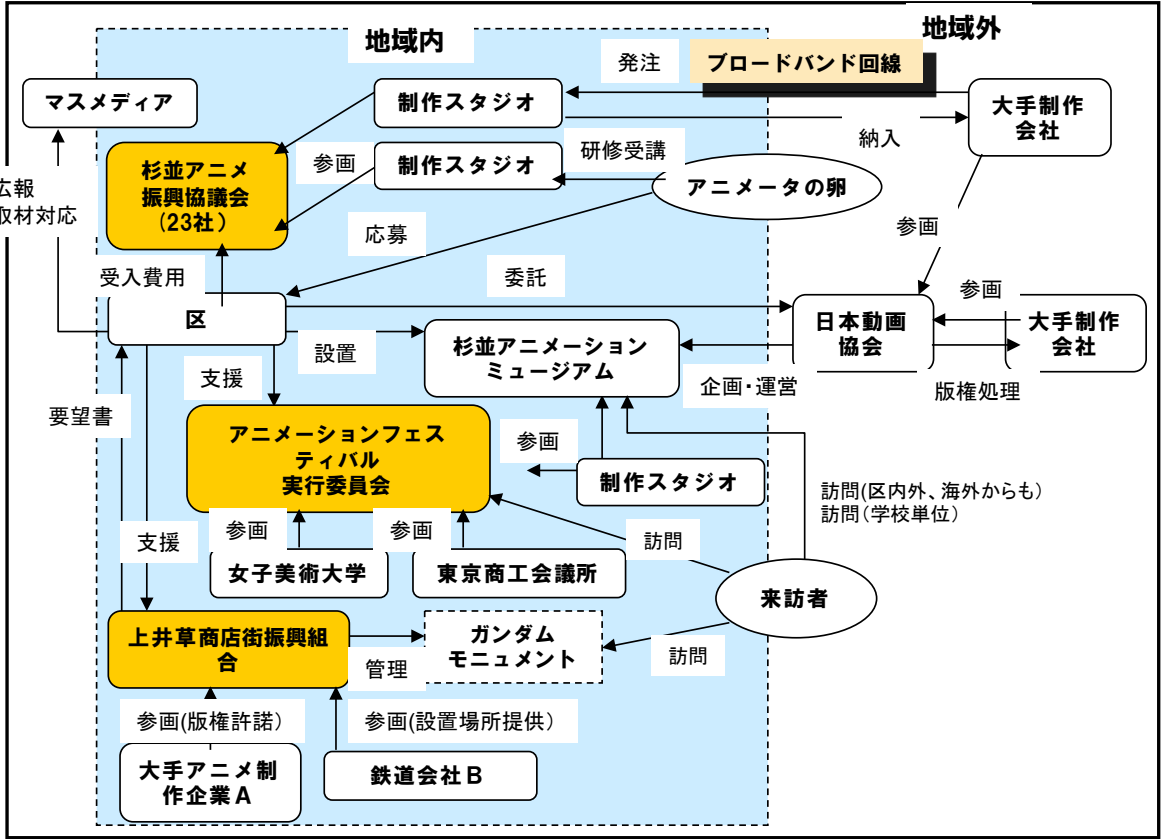 地域内
地域外
発注
ブロードバンド回線
マスメディア
制作スタジオ
大手制作
会社
納入
杉並アニメ
振興協議会
(23社)
参画
制作スタジオ
研修受講
アニメータの卵
広報
取材対応
応募
参画
受入費用
委託
区
設置
杉並アニメーション
ミュージアム
日本動画
協会
参画
大手制作
会社
支援
企画・運営
版権処理
要望書
アニメーションフェス
ティバル
実行委員会
参画
制作スタジオ
訪問(区内外、海外からも)
訪問(学校単位)
支援
参画
参画
訪問
女子美術大学
東京商工会議所
来訪者
上井草商店街振興組
合
管理
ガンダム
モニュメント
訪問
参画(版権許諾)
参画(設置場所提供)
大手アニメ制
作企業A
鉄道会社B